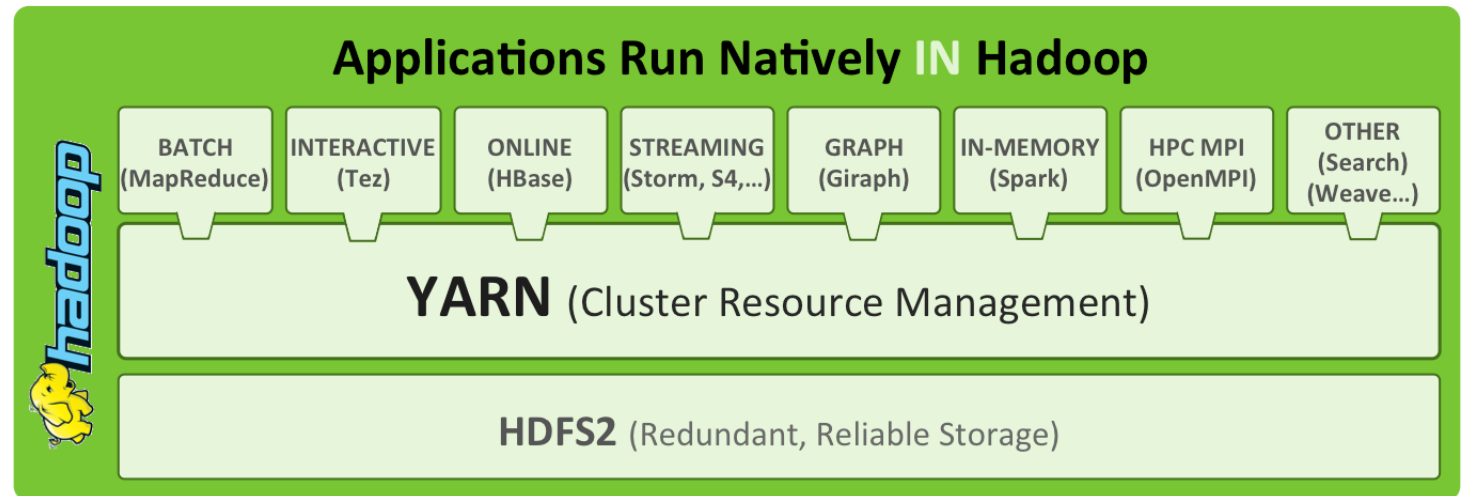 Applications Run Natively IN Hadoop
hadoop
BATCH
(MapReduce)
INTERACTIVE
(Tez)
ONLINE
(HBase)
STREAMING
(Storm, S4,...)
GRAPH
(Giraph)
IN-MEMORY
(Spark)
HPC MPI
(OpenMPI)
OTHER
(Search)
(Weave...)
YARN (Cluster Resource Management)
HDFS2 (Redundant, Reliable Storage)